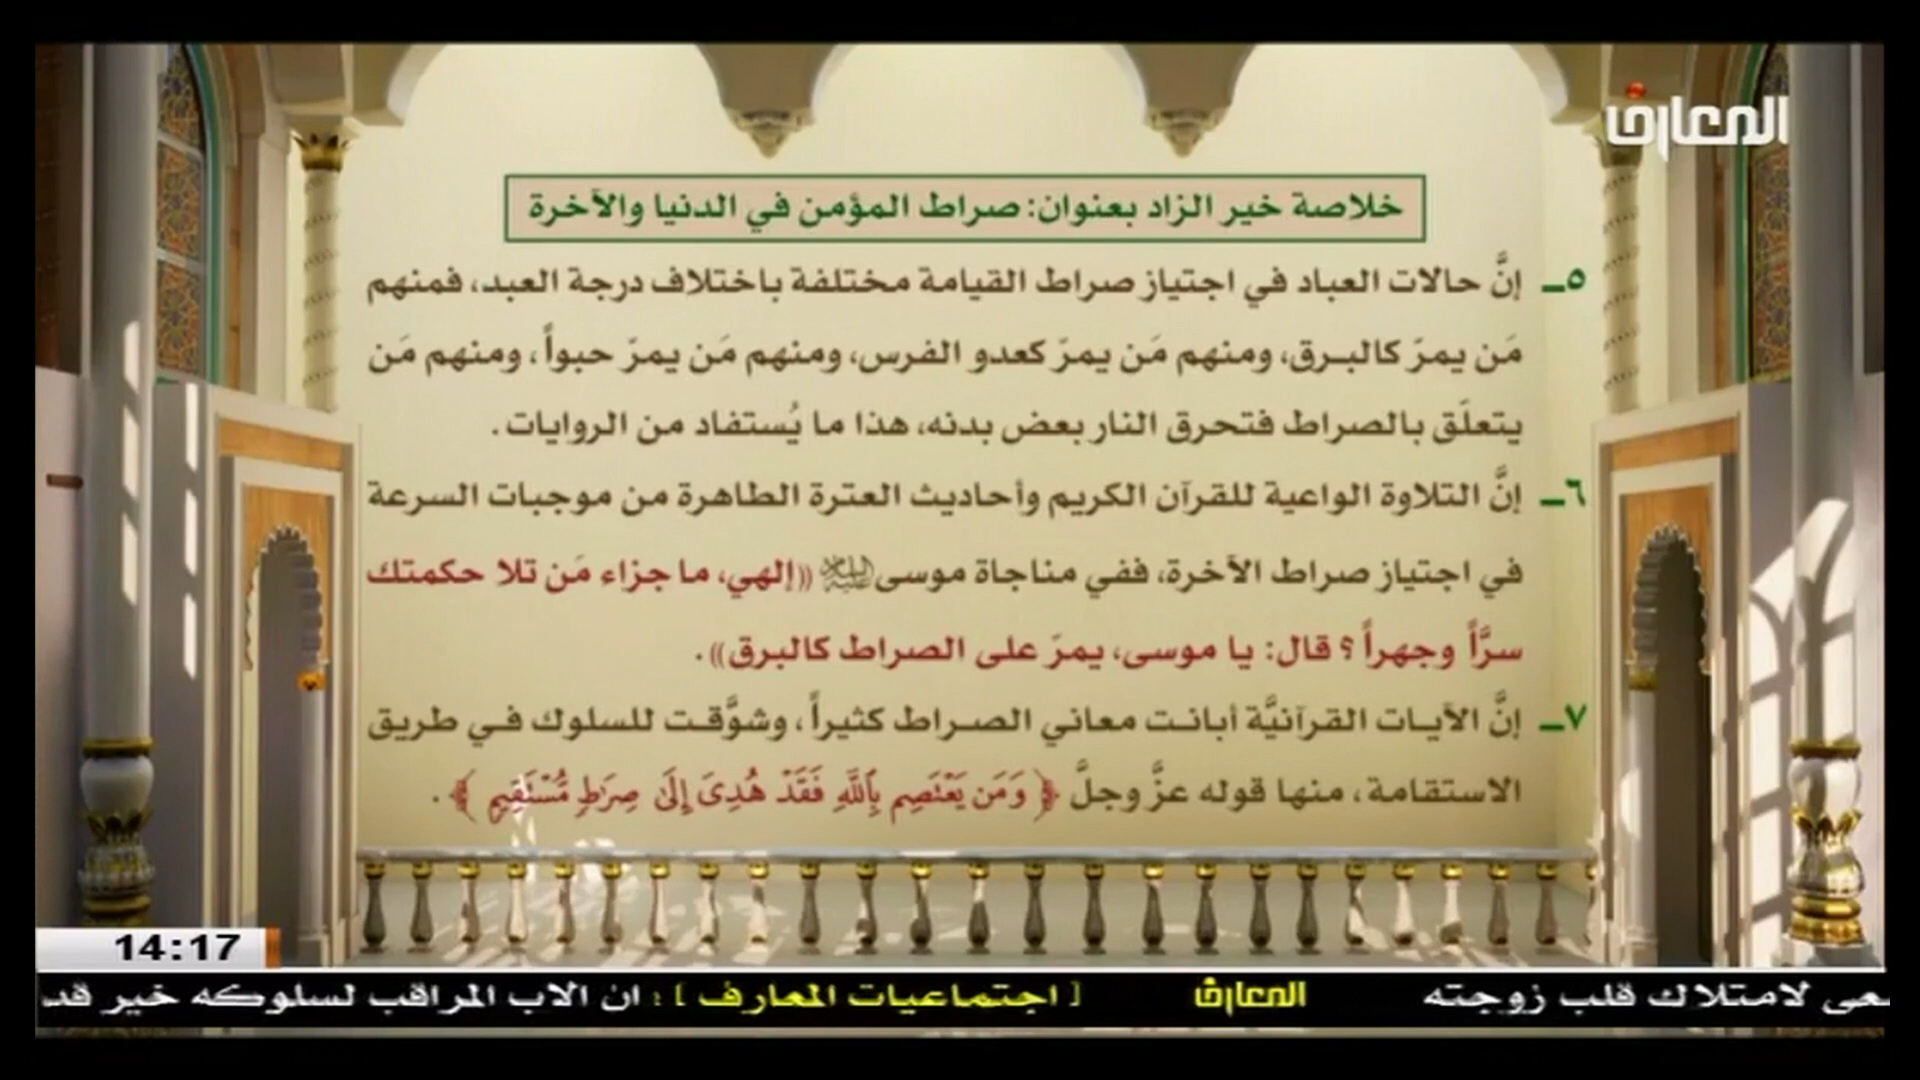 المعارف
خلاصة خير الزاد بعنوان: صراط المؤمن في الدنيا والآخرة
٥ـ إنَّ حالات العباد في اجتياز صراط القيامة مختلفة باختلاف درجة العبد، فمنهم
مَن يمرّ كالبرق، ومنهم مَن يمرّ كعدو الفرس، ومنهم مَن يمرّ حبواً، ومنهم مَن
يتعلَق بالصراط فتحرق النار بعض بدنه، هذا ما يُستفاد من الروايات.
٦ـ إنَّ التلاوة الواعية للقرآن الكريم وأحاديث العترة الطاهرة من موجبات السرعة
في اجتياز صراط الآخرة، ففي مناجاة موسى عليه السلام ((إلهي، ما جزاء مَن تلا حكمتك
سرَّاً وجهراً؟ قال: يا موسى، يمرّ على الصراط كالبرق)).
٧ـ إنَّ الآيات القرآنيَّة أبانت معاني الصراط كثيراً، وشوَّقت للسلوك في طريق
الاستقامة، منها قوله عزَّ وجلَّ ﴿وَمَن يَعْتَصِم بِٱللَّهِ فَقَدْ هُدِىَ إِلَىٰ صِرَٰطٍ مُّسْتَقِيمٍ﴾.
14:17
سعى لامتلاك قلب زوجته المعارف [اجتماعيات المعارف] : ان الاب المراقب لسلوكه خير قد